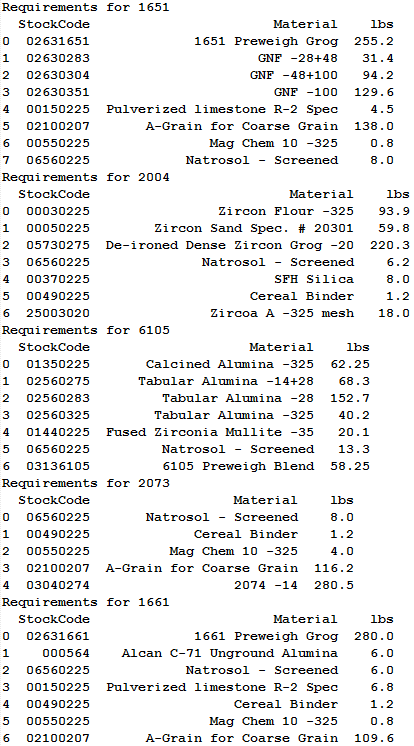 Requirements for 1651
StockCode Material lbs
0 02631651 1651 Preweigh Grog 255.2
1 02630283 GNF -28+48 31.4
2 02630304 GNF -48+100 94.2
3 02630351 GNF -100 129.6
4 00150225 Pulverized limestone R-2 Spec 4.5
5 02100207 A-Grain for Coarse Grain 138.0
6 00550225 Mag Chem 10 -325 0.8
7 06560225 Natrosol - Screened 8.0
Requirements for 2004
StockCode Material lbs
0 00030225 Zircon Flour -325 93.9
1 00050225 Zircon Sand Spec. # 20301 59.8
2 05730275 De-ironed Dense Zircon Grog -20 220.3
3 06560225 Natrosol - Screened 6.2
4 00370225 SFH Silica 8.0
5 00490225 Cereal Binder 1.2
6 25003020 Zircoa A -325 mesh 18.0
Requirements for 6105
StockCode Material lbs
0 01350225 Calcined Alumina -325 62.25
1 02560275 Tabular Alumina -14+28 68.3
2 02560283 Tabular Alumina -28 152.7
3 02560325 Tabular Alumina -325 40.2
4 01440225 Fused Zirconia Mullite -35 20.1
5 06560225 Natrosol - Screened 13.3
6 03136105 6105 Preweigh Blend 58.25
Requirements for 2073
StockCode Material lbs
0 06560225 Natrosol - Screened 8.0
1 00490225 Cereal Binder 1.2
2 00550225 Mag Chem 10 -325 4.0
3 02100207 A-Grain for Coarse Grain 116.2
4 03040274 2074 -14 280.5
Requirements for 1661
StockCode Material lbs
0 02631661 1661 Preweigh Grog 280.0
1 000564 Alcan C-71 Unground Alumina 6.0
2 06560225 Natrosol - Screened 6.0
3 00150225 Pulverized limestone R-2 Spec 6.8
4 00490225 Cereal Binder 1.2
5 00550225 Mag Chem 10 -325 0.8
6 02100207 A-Grain for Coarse Grain 109.6